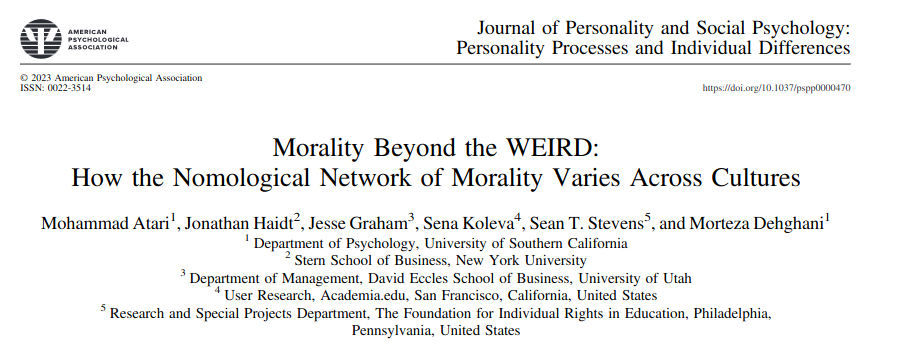 AMERICAN
PSYCHOLOGICAL
ASSOCIATION
Journal of Personality and Social Psychology:
Personality Processes and Individual Differences
© 2023 American Psychological Association
ISSN: 0022-3514
https://doi.org/10.1037/pspp0000470
Morality Beyond the WEIRD:
How the Nomological Network of Morality Varies Across Cultures
Mohammad Atari1, Jonathan Haidt2, Jesse Graham3, Sena Koleva4, Sean T. Stevens5, and Morteza Dehghani1
1 Department of Psychology, University of Southern California
2 Stern School of Business, New York University
3 Department of Management, David Eccles School of Business, University of Utah
4 User Research, Academia.edu, San Francisco, California, United States
5 Research and Special Projects Department, The Foundation for Individual Rights in Education, Philadelphia,
Pennsylvania, United States